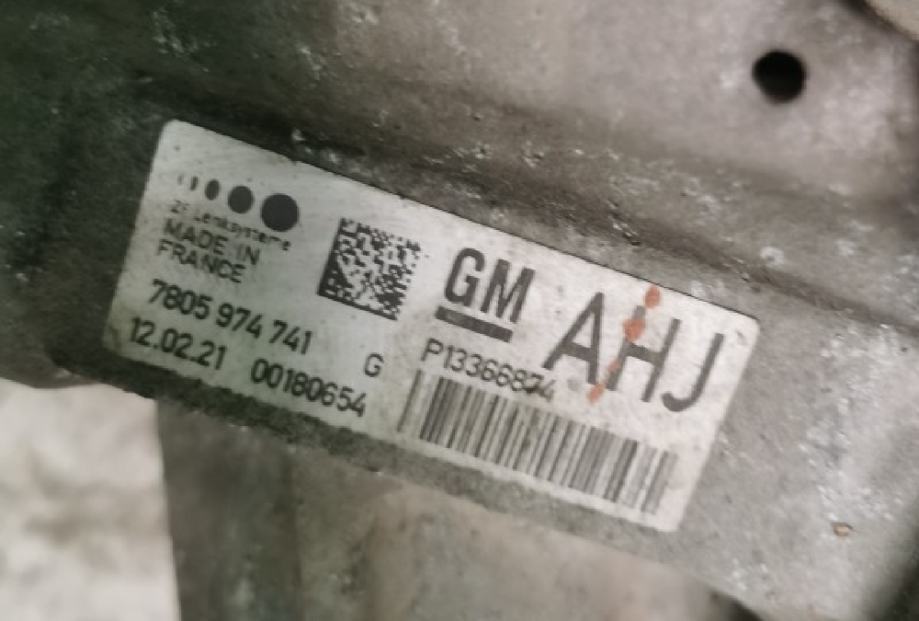 ZF Lenksysteme
MADE IN
FRANCE
7805 974 741
G
12.02.21 00180654
GM
AHJ
P13366874